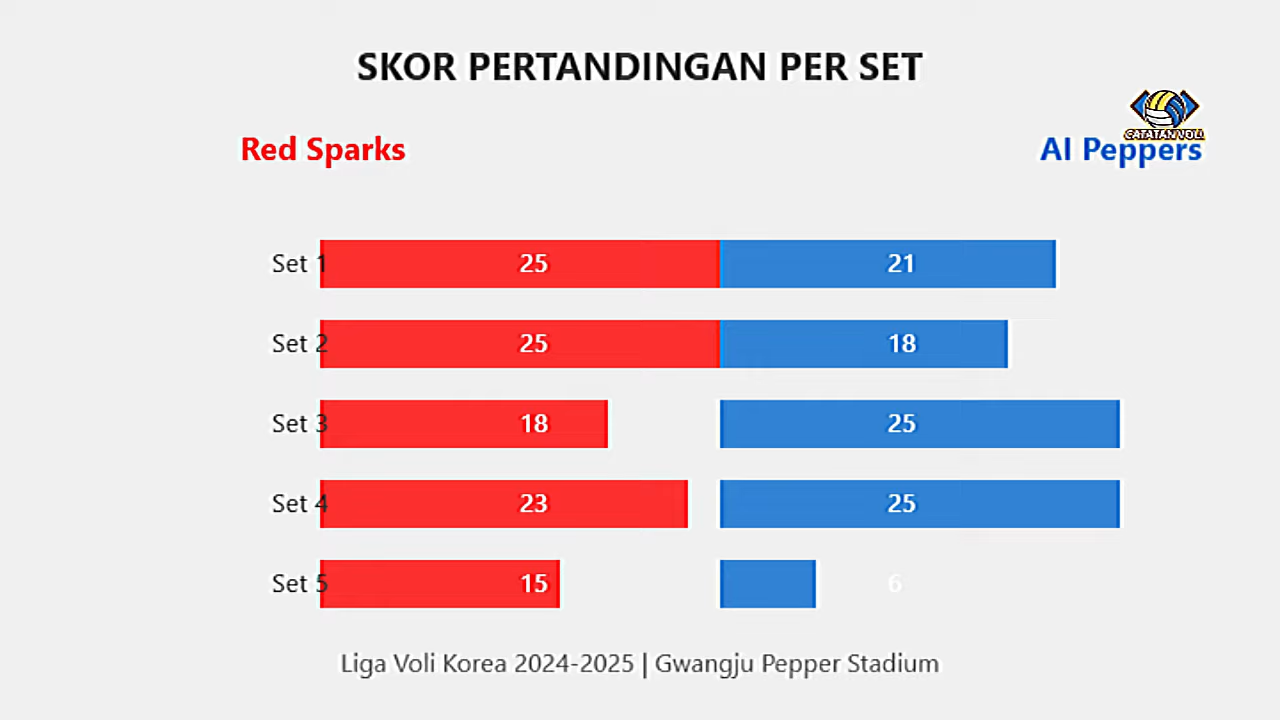 SKOR PERTANDINGAN PER SET
CATATAN VOLI
Red Sparks AI Peppers
Set 1 25 21
Set 2 25 18
Set 3 18 25
Set 4 23 25
Set 5 15 6
Liga Voli Korea 2024-2025 | Gwangju Pepper Stadium